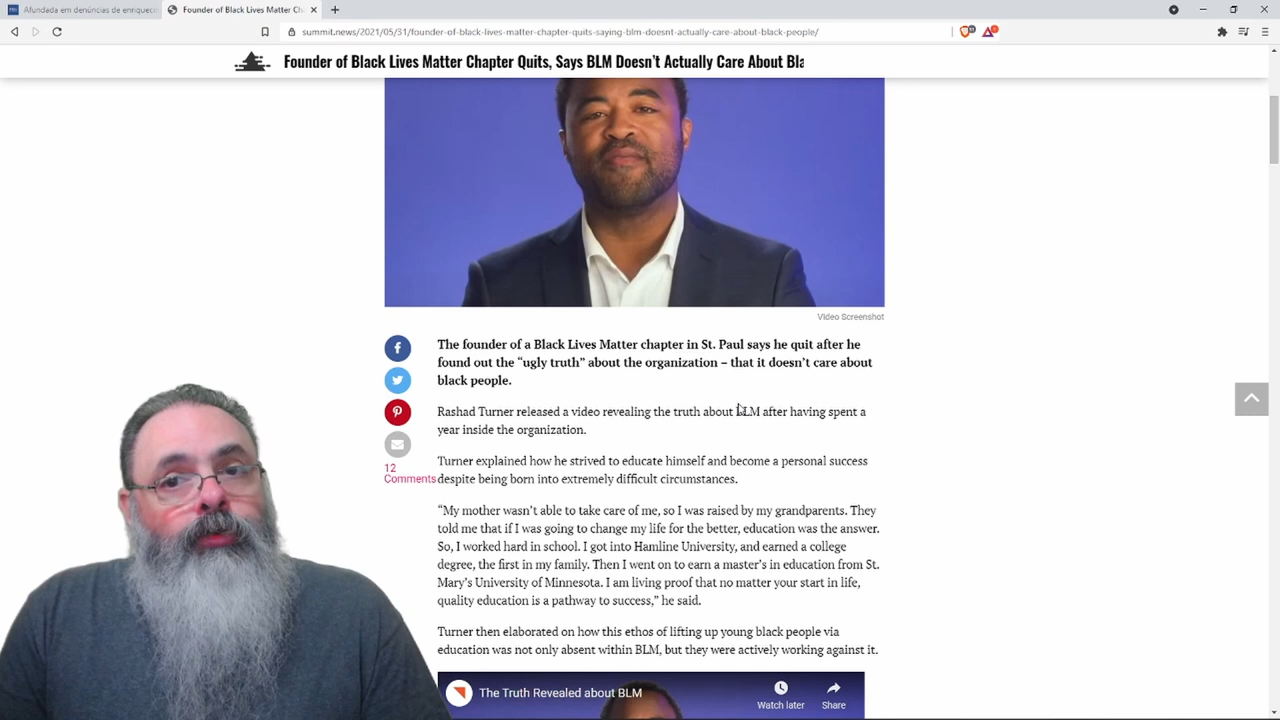 Afundada em denúncias de enriqueci
Founder of Black Lives Matter Ch
summit.news/2021/05/31/founder-of-black-lives-matter-chapter-quits-saying-blm-doesnt-actually-care-about-black-people/
Founder of Black Lives Matter Chapter Quits, Says BLM Doesn't Actually Care About Bla
Video Screenshot
The founder of a Black Lives Matter chapter in St. Paul says he quit after he
found out the “ugly truth” about the organization – that it doesn't care about
black people.
Rashad Turner released a video revealing the truth about BLM after having spent a
year inside the organization.
Turner explained how he strived to educate himself and become a personal success
12
Comments
despite being born into extremely difficult circumstances.
“My mother wasn't able to take care of me, so I was raised by my grandparents. They
told me that if I was going to change my life for the better, education was the answer.
So, I worked hard in school. I got into Hamline University, and earned a college
degree, the first in my family. Then I went on to earn a master's in education from St.
Mary's University of Minnesota. I am living proof that no matter your start in life,
quality education is a pathway to success,” he said.
Turner then elaborated on how this ethos of lifting up young black people via
education was not only absent within BLM, but they were actively working against it.
The Truth Revealed about BLM
Watch later
Share